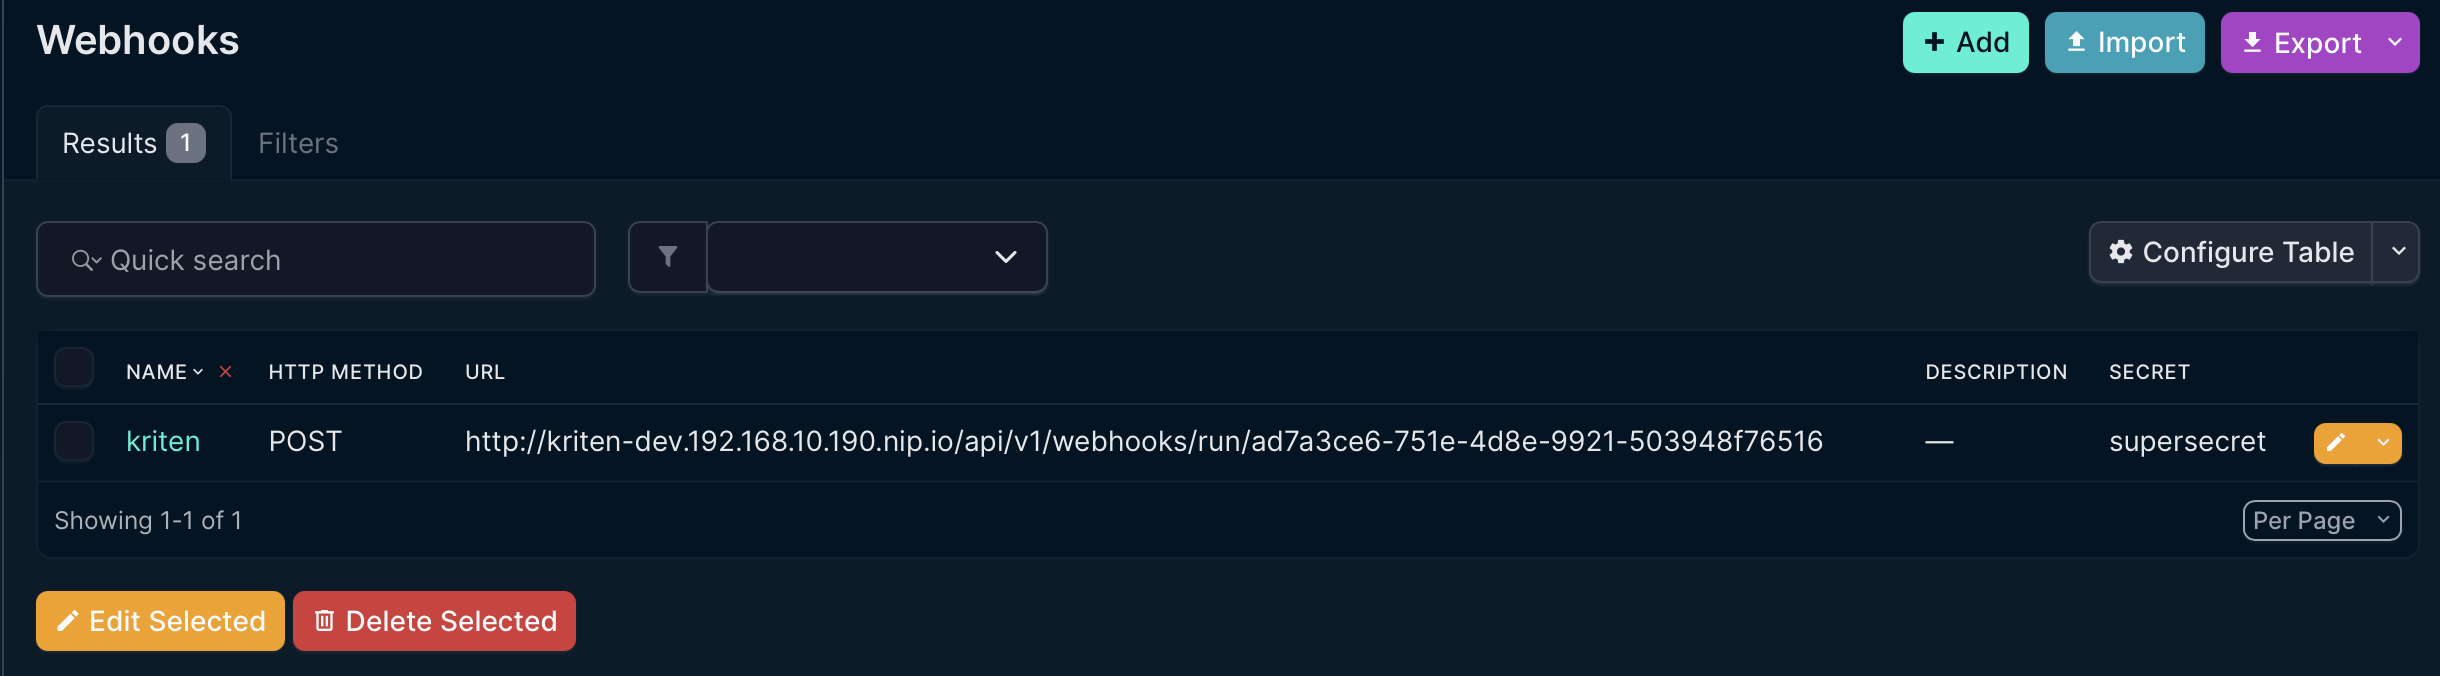 Webhooks
Add
Import
Export
Results 1
Filters
Quick search
Configure Table
NAME HTTP METHOD URL DESCRIPTION SECRET
kriten POST http://kriten-dev.192.168.10.190.nip.io/api/v1/webhooks/run/ad7a3ce6-751e-4d8e-9921-503948f76516 — supersecret
Showing 1-1 of 1
Per Page
Edit Selected
Delete Selected